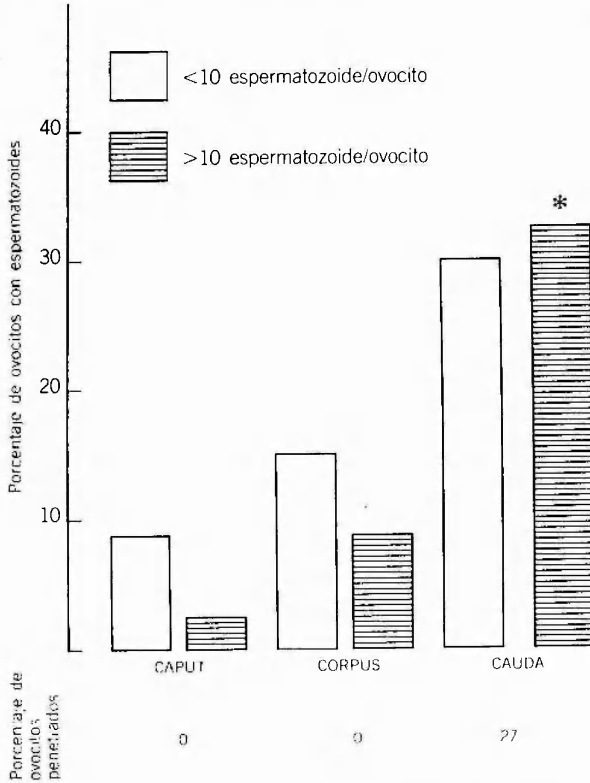 <10 espermatozoide/ovocito
>10 espermatozoide/ovocito
Porcentaje de ovocitos con espermatozoides
40
30
20
10
*
CAPUT
CORPUS
CAUDA
Porcentaje de
ovocitos
penetrados
0
0
27